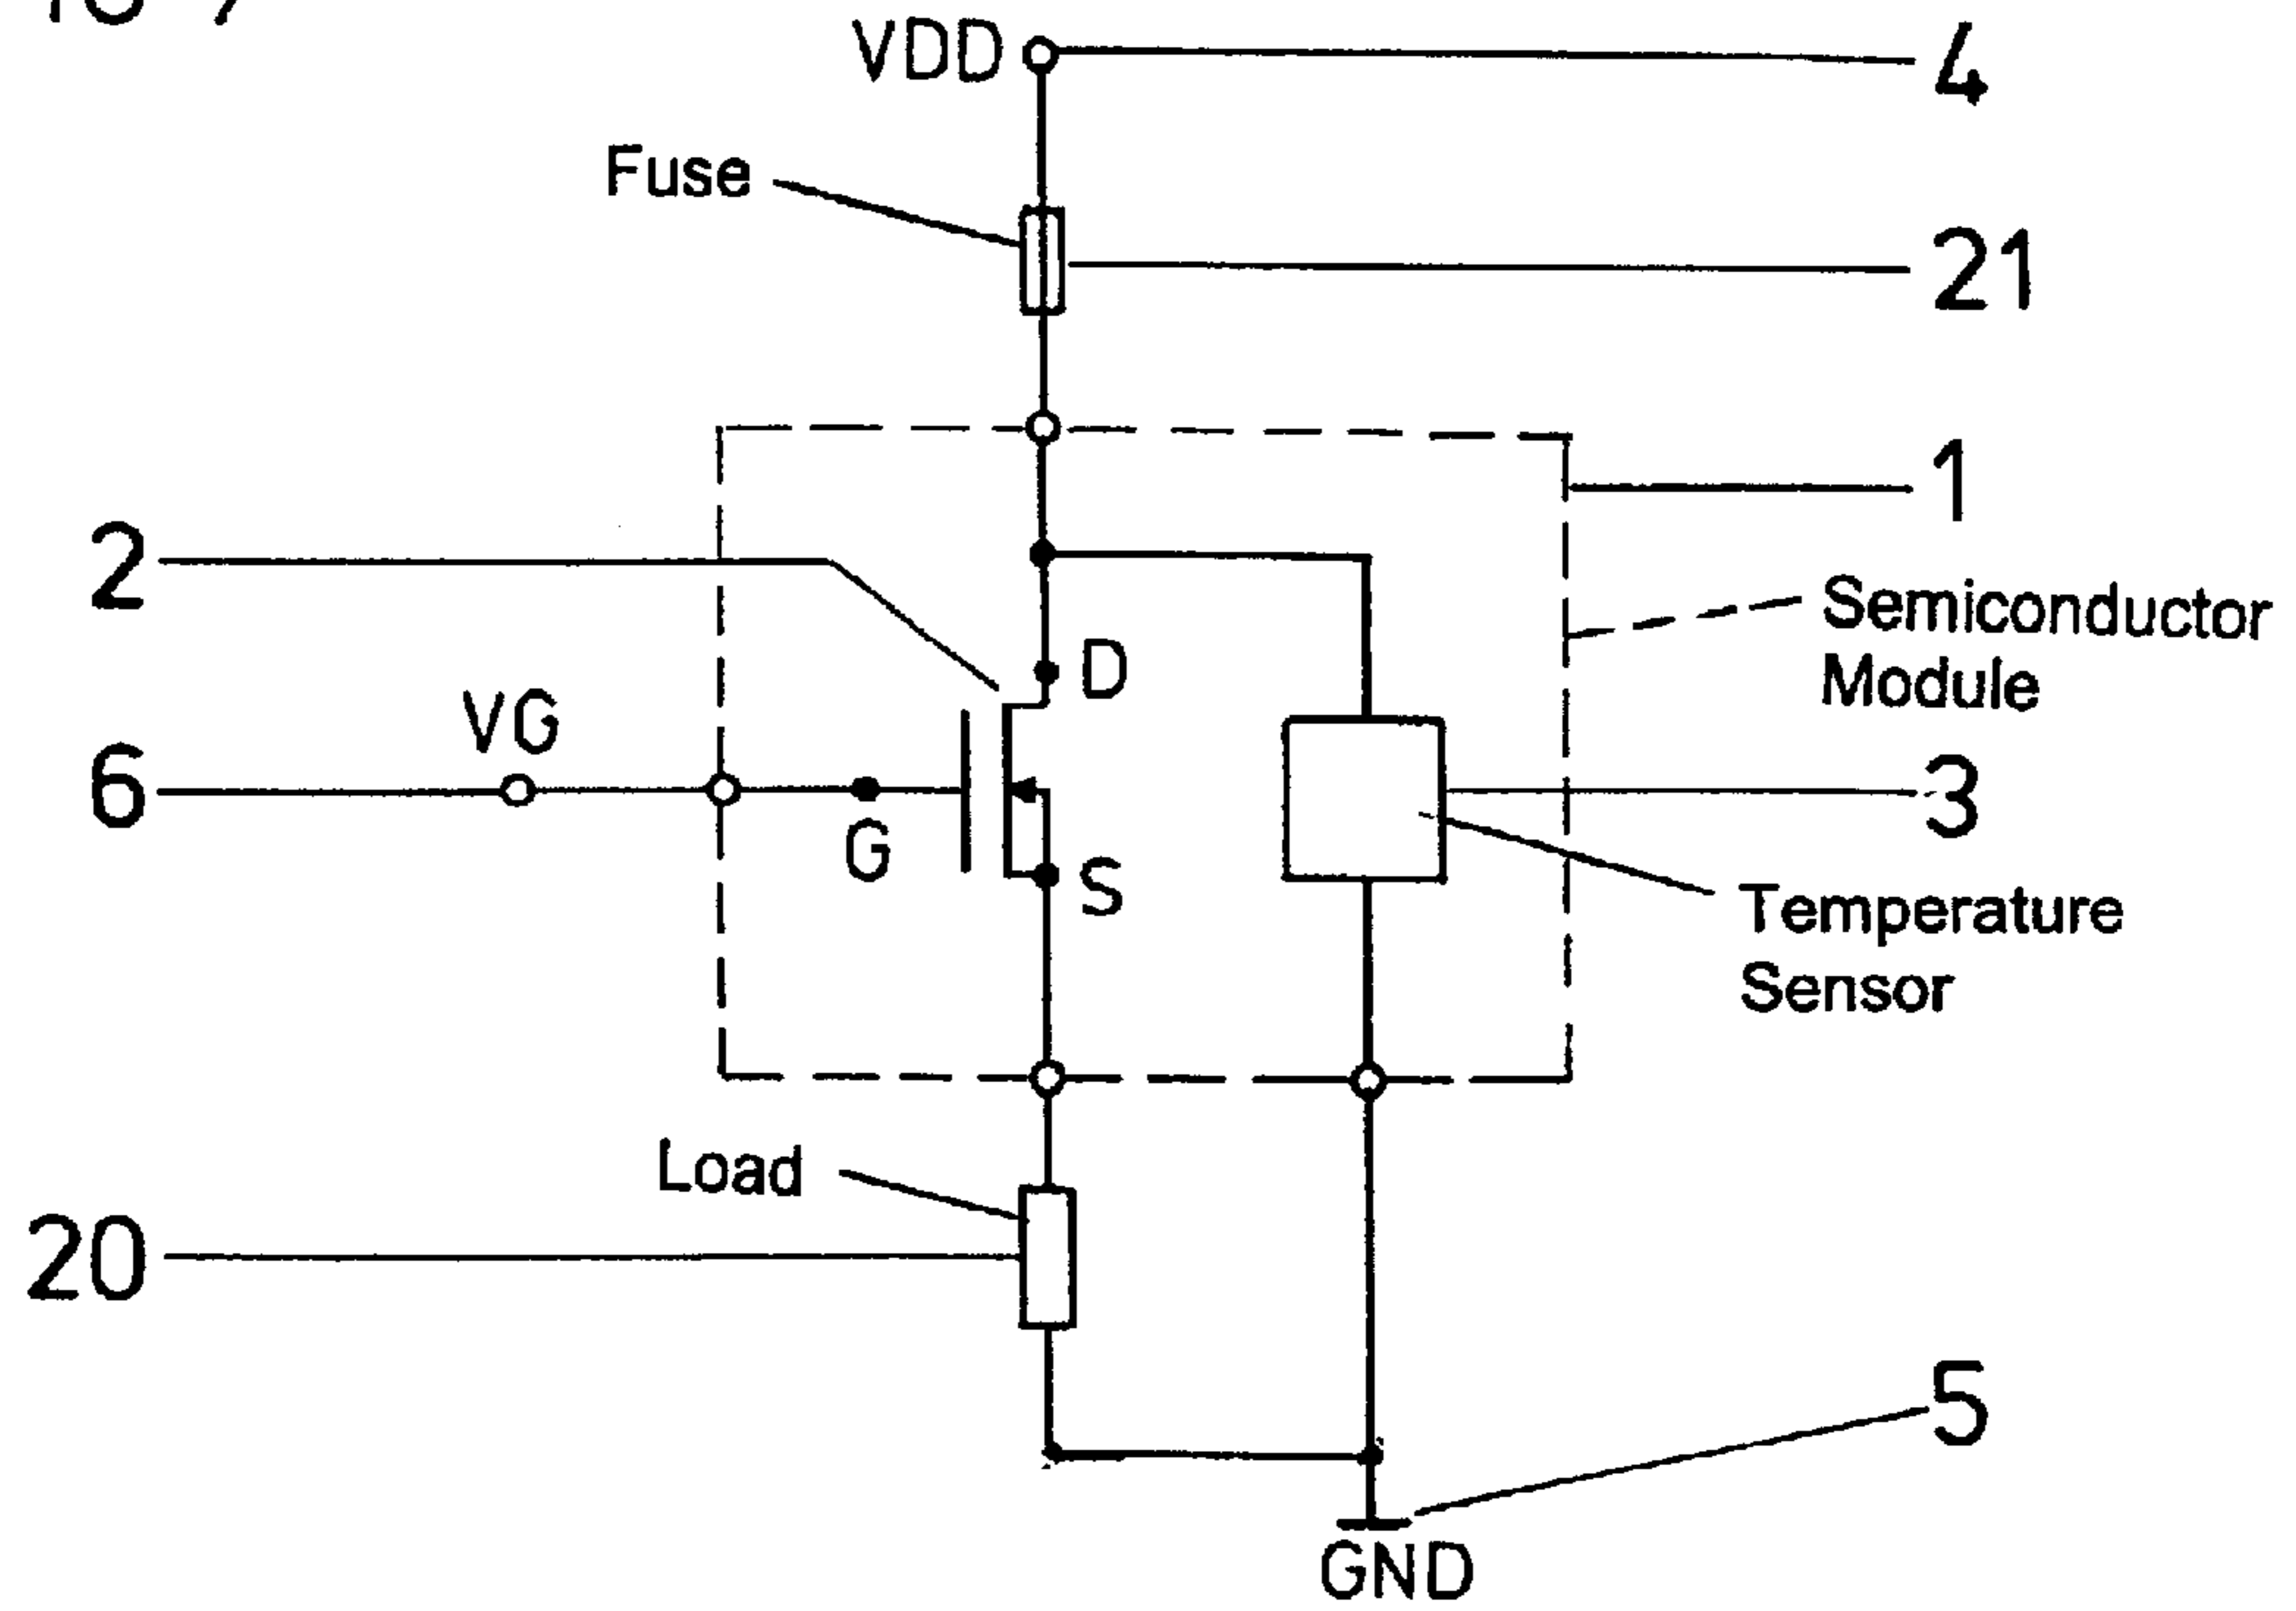 VDD
4
Fuse
21
1
2
Semiconductor
Module
D
VG
6
3
G
S
Temperature
Sensor
Load
20
5
GND